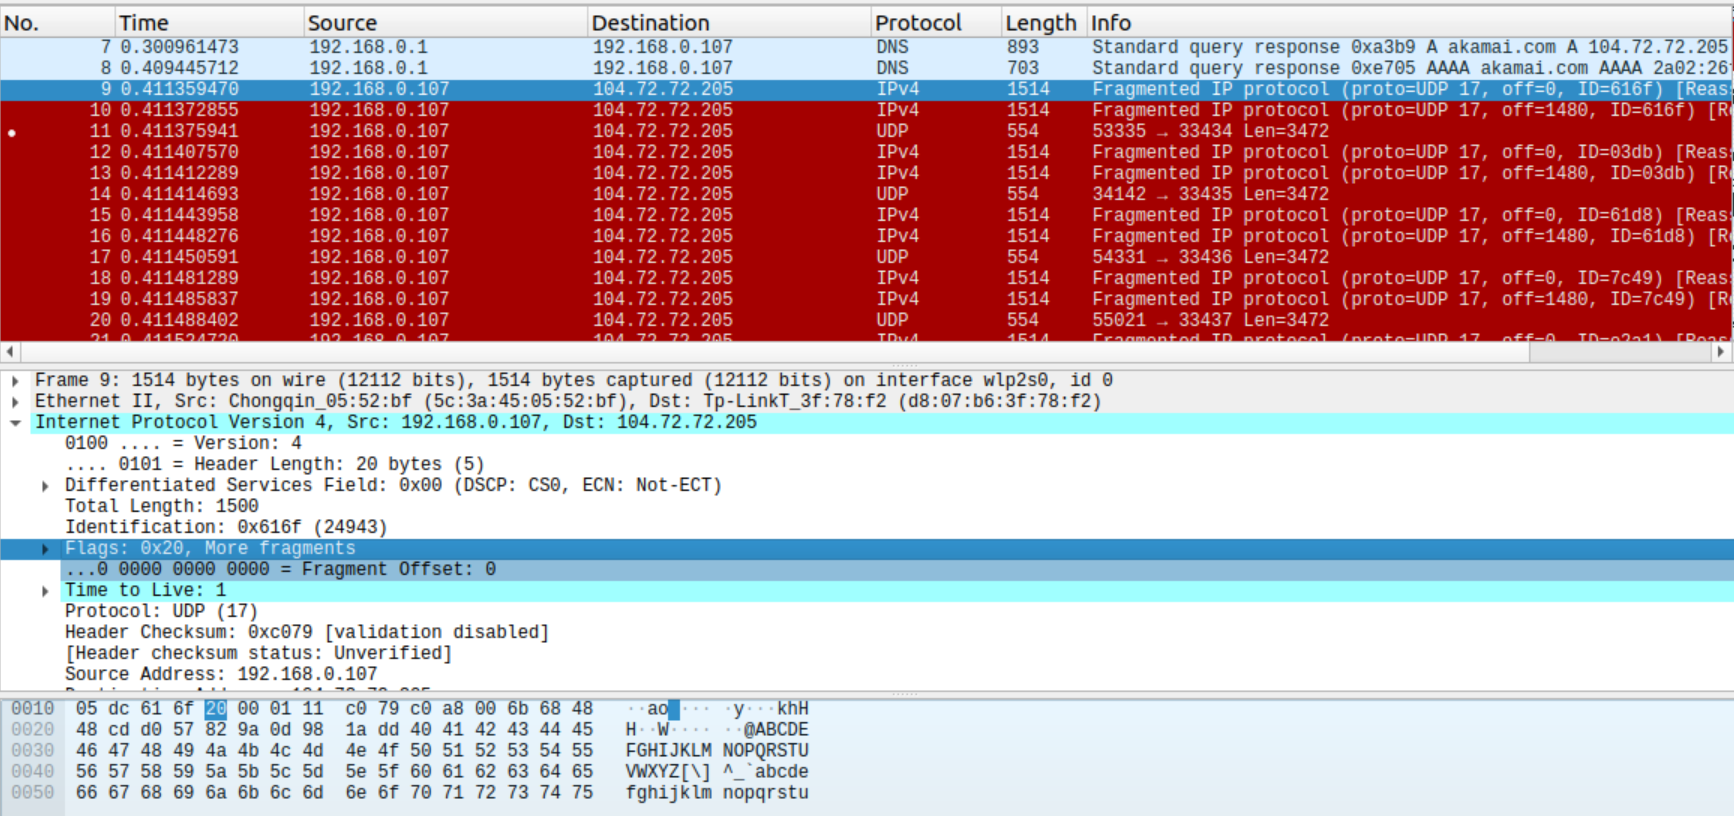 No. Time Source Destination Protocol Length Info
7 0.300961473 192.168.0.1 192.168.0.107 DNS 893 Standard query response 0xa3b9 A akamai.com A 104.72.72.205
8 0.409445712 192.168.0.1 192.168.0.107 DNS 703 Standard query response 0xe705 AAAA akamai.com AAAA 2a02:26
9 0.411359470 192.168.0.107 104.72.72.205 IPv4 1514 Fragmented IP protocol (proto=UDP 17, off=0, ID=616f) [Reas
10 0.411372855 192.168.0.107 104.72.72.205 IPv4 1514 Fragmented IP protocol (proto=UDP 17, off=1480, ID=616f) [R
11 0.411375941 192.168.0.107 104.72.72.205 UDP 554 53335 → 33434 Len=3472
12 0.411407570 192.168.0.107 104.72.72.205 IPv4 1514 Fragmented IP protocol (proto=UDP 17, off=0, ID=03db) [Reas
13 0.411412289 192.168.0.107 104.72.72.205 IPv4 1514 Fragmented IP protocol (proto=UDP 17, off=1480, ID=03db) [R
14 0.411414693 192.168.0.107 104.72.72.205 UDP 554 34142 → 33435 Len=3472
15 0.411443958 192.168.0.107 104.72.72.205 IPv4 1514 Fragmented IP protocol (proto=UDP 17, off=0, ID=61d8) [Reas
16 0.411448276 192.168.0.107 104.72.72.205 IPv4 1514 Fragmented IP protocol (proto=UDP 17, off=1480, ID=61d8) [R
17 0.411450591 192.168.0.107 104.72.72.205 UDP 554 54331 → 33436 Len=3472
18 0.411481289 192.168.0.107 104.72.72.205 IPv4 1514 Fragmented IP protocol (proto=UDP 17, off=0, ID=7c49) [Reas
19 0.411485837 192.168.0.107 104.72.72.205 IPv4 1514 Fragmented IP protocol (proto=UDP 17, off=1480, ID=7c49) [R
20 0.411488402 192.168.0.107 104.72.72.205 UDP 554 55021 → 33437 Len=3472
Frame 9: 1514 bytes on wire (12112 bits), 1514 bytes captured (12112 bits) on interface wlp2s0, id 0
Ethernet II, Src: Chongqin_05:52:bf (5c:3a:45:05:52:bf), Dst: Tp-LinkT_3f:78:f2 (d8:07:b6:3f:78:f2)
Internet Protocol Version 4, Src: 192.168.0.107, Dst: 104.72.72.205
0100 .... = Version: 4
.... 0101 = Header Length: 20 bytes (5)
Differentiated Services Field: 0x00 (DSCP: CS0, ECN: Not-ECT)
Total Length: 1500
Identification: 0x616f (24943)
Flags: 0x20, More fragments
...0 0000 0000 0000 = Fragment Offset: 0
Time to Live: 1
Protocol: UDP (17)
Header Checksum: 0xc079 [validation disabled]
[Header checksum status: Unverified]
Source Address: 192.168.0.107
0010 05 dc 61 6f 20 00 01 11 c0 79 c0 a8 00 6b 68 48 ··ao ··· ·y···khH
0020 48 cd d0 57 82 9a 0d 98 1a dd 40 41 42 43 44 45 H··W···· ··@ABCDE
0030 46 47 48 49 4a 4b 4c 4d 4e 4f 50 51 52 53 54 55 FGHIJKLM NOPQRSTU
0040 56 57 58 59 5a 5b 5c 5d 5e 5f 60 61 62 63 64 65 VWXYZ[\] ^_`abcde
0050 66 67 68 69 6a 6b 6c 6d 6e 6f 70 71 72 73 74 75 fghijklm nopqrstu